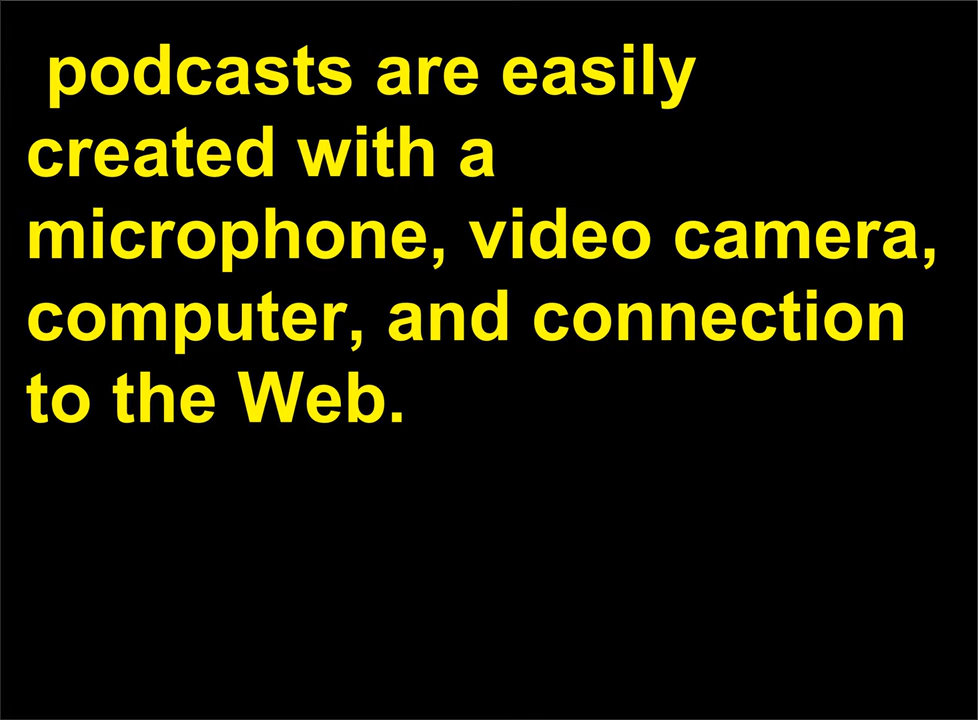 podcasts are easily
created with a
microphone, video camera,
computer, and connection
to the Web.